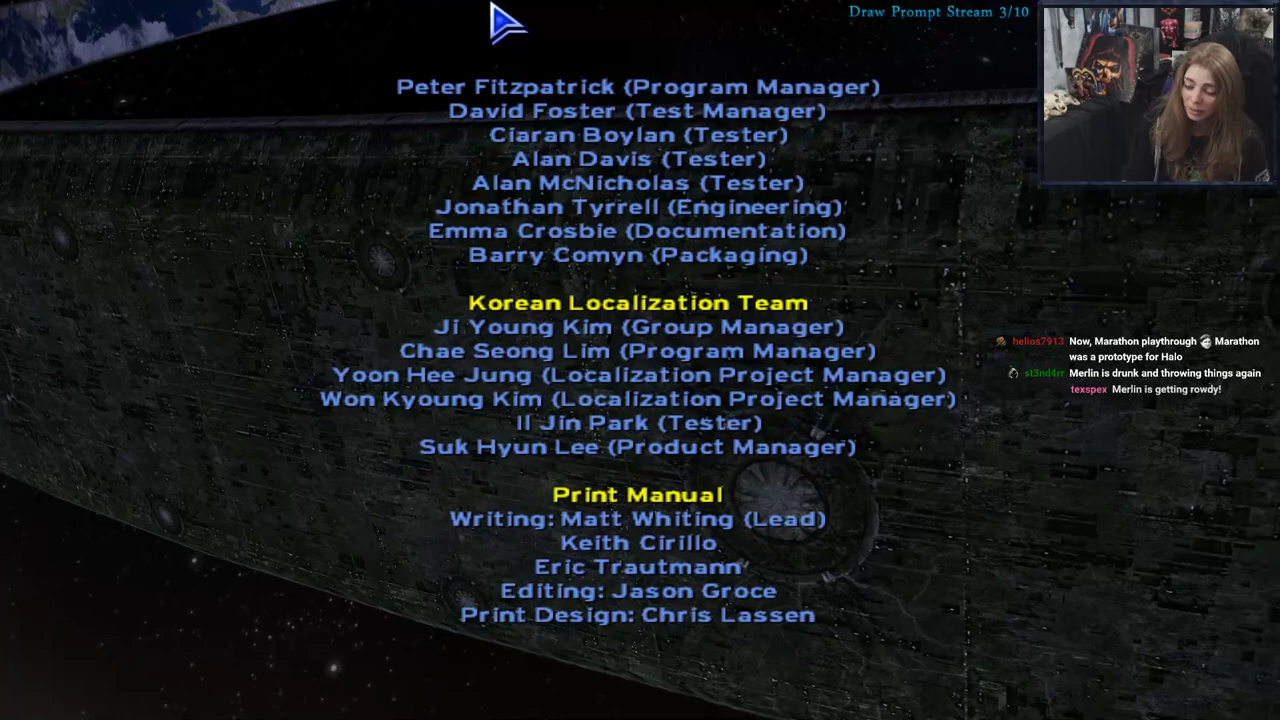 Draw Prompt Stream 3/10
Peter Fitzpatrick (Program Manager)
David Foster (Test Manager)
Ciaran Boylan (Tester)
Alan Davis (Tester)
Alan McNicholas (Tester)
Jonathan Tyrrell (Engineering)
Emma Crosbie (Documentation)
Barry Comyn (Packaging)
Korean Localization Team
Ji Young Kim (Group Manager)
Chae Seong Lim (Program Manager)
Yoon Hee Jung (Localization Project Manager)
Won Kyoung Kim (Localization Project Manager)
Il Jin Park (Tester)
Suk Hyun Lee (Product Manager)
Print Manual
Writing: Matt Whiting (Lead)
Keith Cirillo
Eric Trautmann
Editing: Jason Groce
Print Design: Chris Lassen
helios7913 Now, Marathon playthrough Marathon
was a prototype for Halo
st3nd4rr Merlin is drunk and throwing things again
texspex Merlin is getting rowdy!